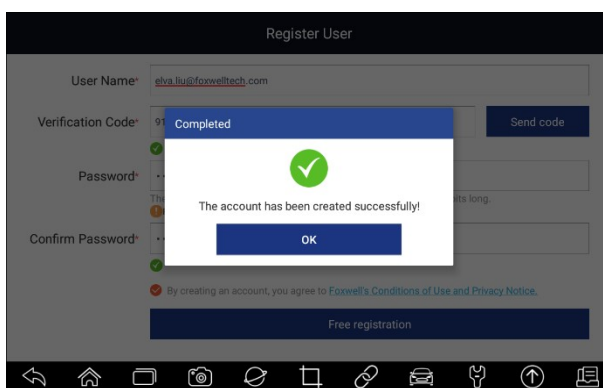 Register User
User Name*
elva.liu@foxwelltech.com
Verification Code*
91
Completed
Send code
Password*
The account has been created successfully!
its long.
OK
Confirm Password*
By creating an account, you agree to Foxwell's Conditions of Use and Privacy Notice.
Free registration